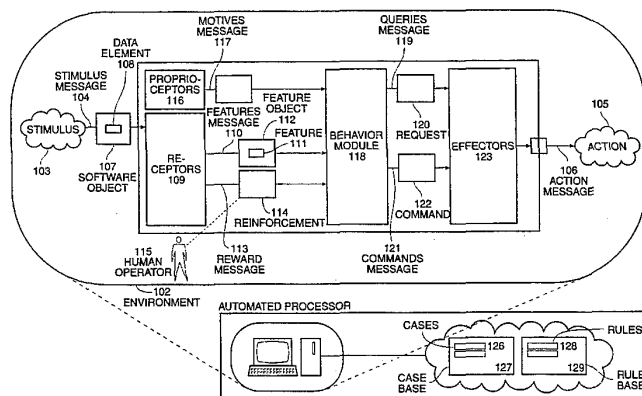 MOTIVES
MESSAGE
117
QUERIES
MESSAGE
119
DATA
ELEMENT
108
STIMULUS
MESSAGE
104
STIMULUS
103
107
SOFTWARE
OBJECT
PROPRIO-
CEPTORS
116
FEATURES
MESSAGE
110
FEATURE
OBJECT
112
FEATURE
111
RE-
CEPTORS
109
114
REINFORCEMENT
113
REWARD
MESSAGE
BEHAVIOR
MODULE
118
120
REQUEST
122
COMMAND
121
COMMANDS
MESSAGE
EFFECTORS
123
105
ACTION
106
ACTION
MESSAGE
115
HUMAN
OPERATOR
102
ENVIRONMENT
AUTOMATED PROCESSOR
CASES
126
127
CASE
BASE
RULES
128
129
RULE
BASE